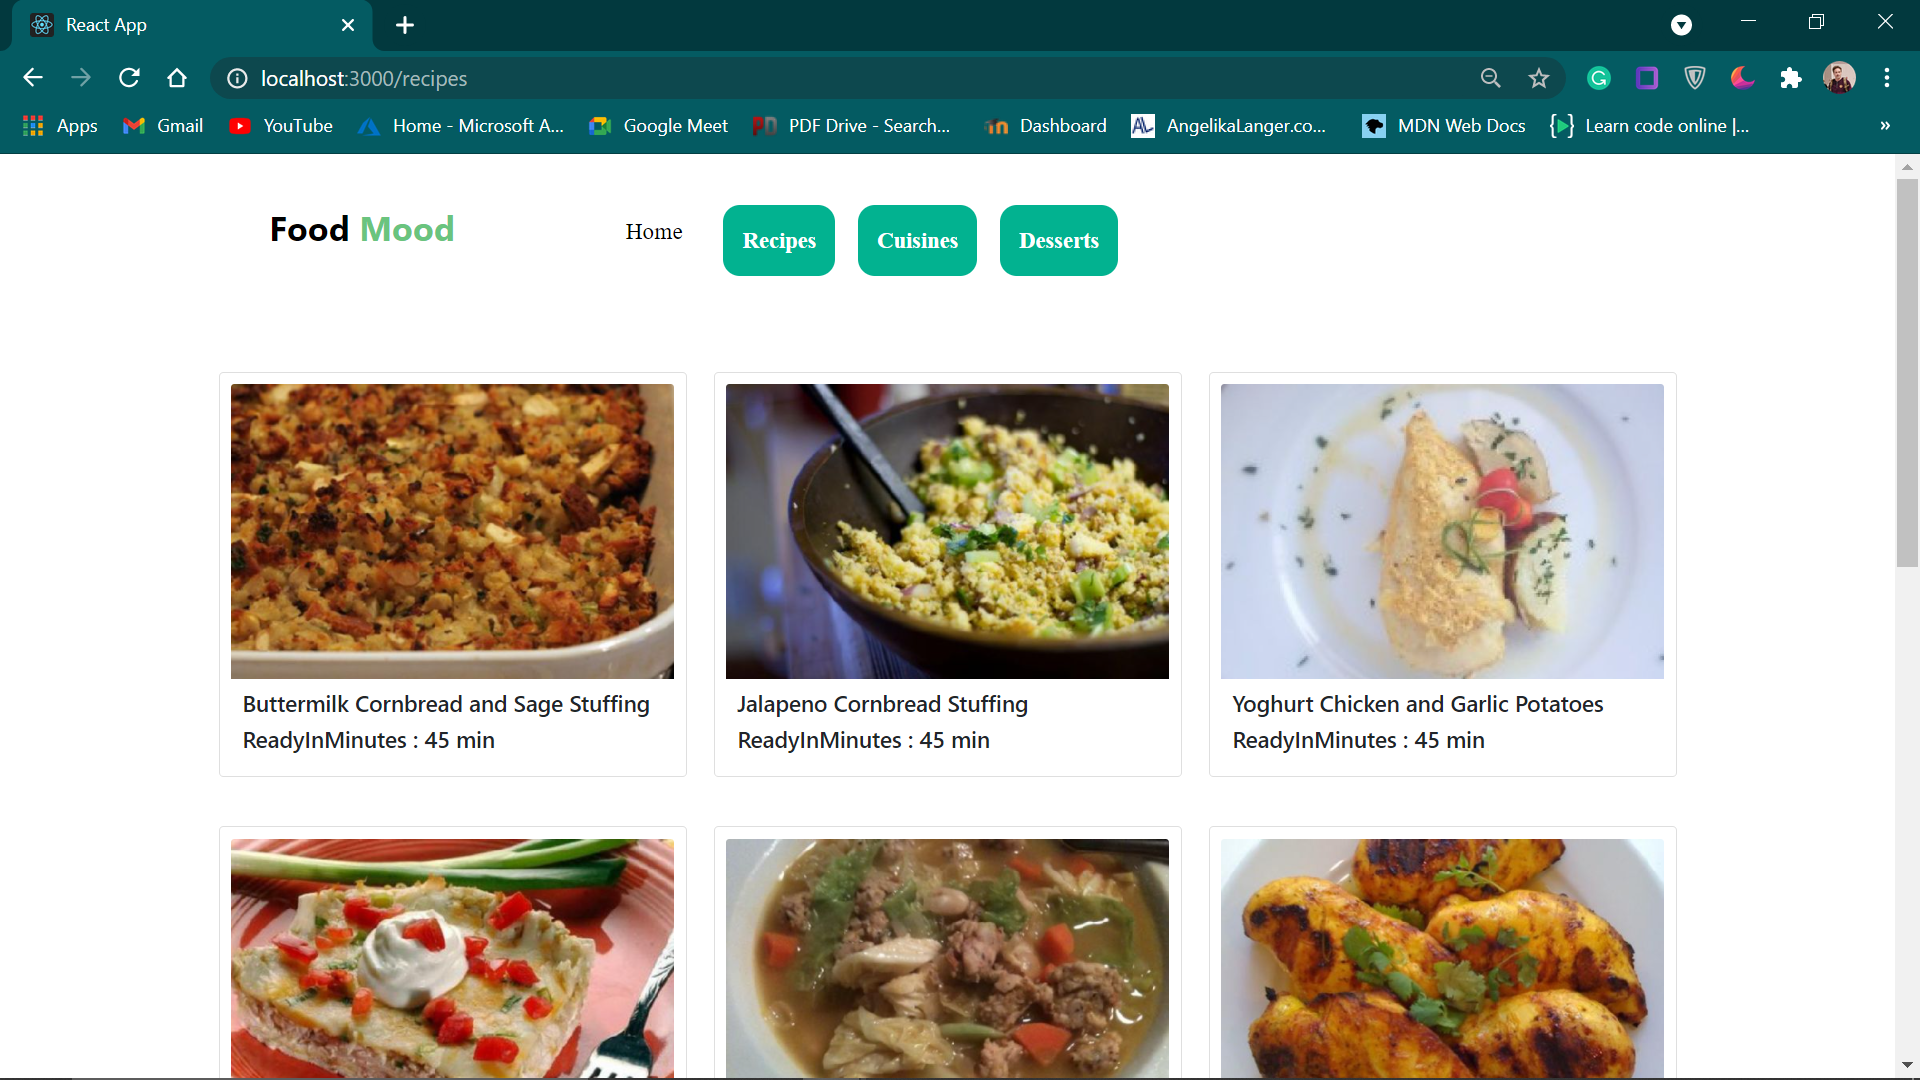 React App
localhost:3000/recipes
Apps Gmail YouTube Home - Microsoft A... Google Meet PDF Drive - Search... Dashboard AngelikaLanger.co... MDN Web Docs Learn code online |... »
Food Mood Home Recipes Cuisines Desserts
Buttermilk Cornbread and Sage Stuffing
ReadyInMinutes : 45 min
Jalapeno Cornbread Stuffing
ReadyInMinutes : 45 min
Yoghurt Chicken and Garlic Potatoes
ReadyInMinutes : 45 min